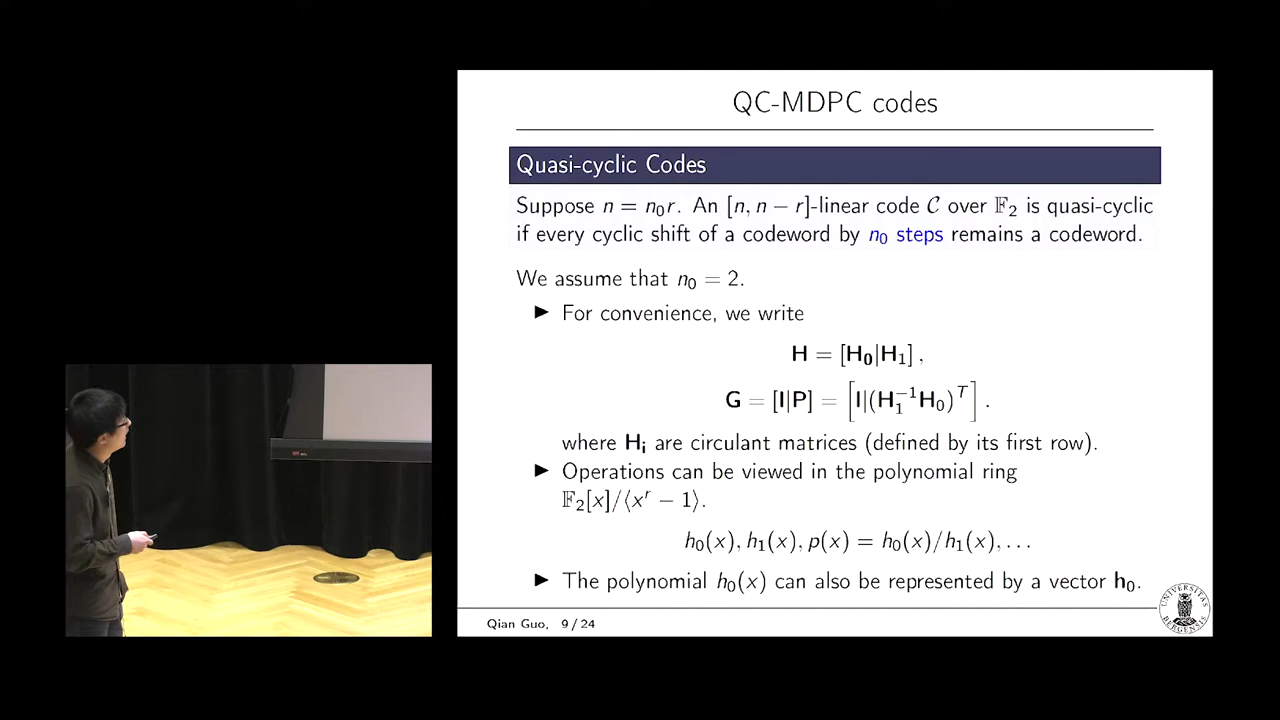 QC-MDPC codes
Quasi-cyclic Codes
Suppose n = n₀r. An [n, n − r]-linear code 𝒞 over 𝔽₂ is quasi-cyclic
if every cyclic shift of a codeword by n₀ steps remains a codeword.
We assume that n₀ = 2.
▶ For convenience, we write
H = [H₀|H₁] ,
G = [I|P] = [I|(H₁⁻¹H₀)ᵀ] .
where Hᵢ are circulant matrices (defined by its first row).
▶ Operations can be viewed in the polynomial ring
𝔽₂[x]/⟨xʳ − 1⟩.
h₀(x), h₁(x), p(x) = h₀(x)/h₁(x), . . .
▶ The polynomial h₀(x) can also be represented by a vector h₀.
Qian Guo, 9 / 24
UNIVERSITAS
BERGENSIS